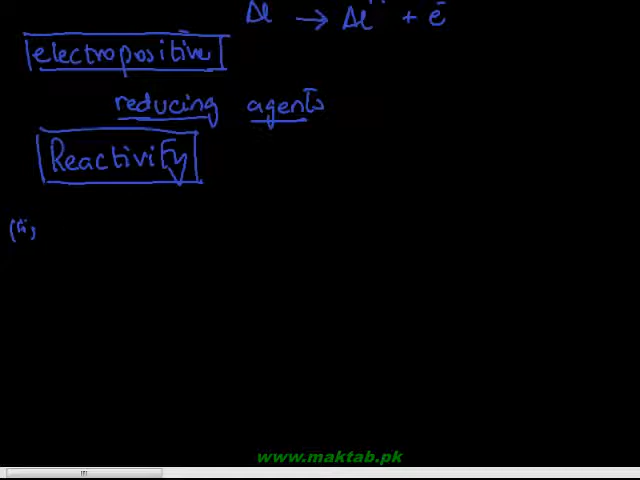 Al → Al⁺⁺ + ē
electropositive
reducing agents
Reactivity
www.maktab.pk